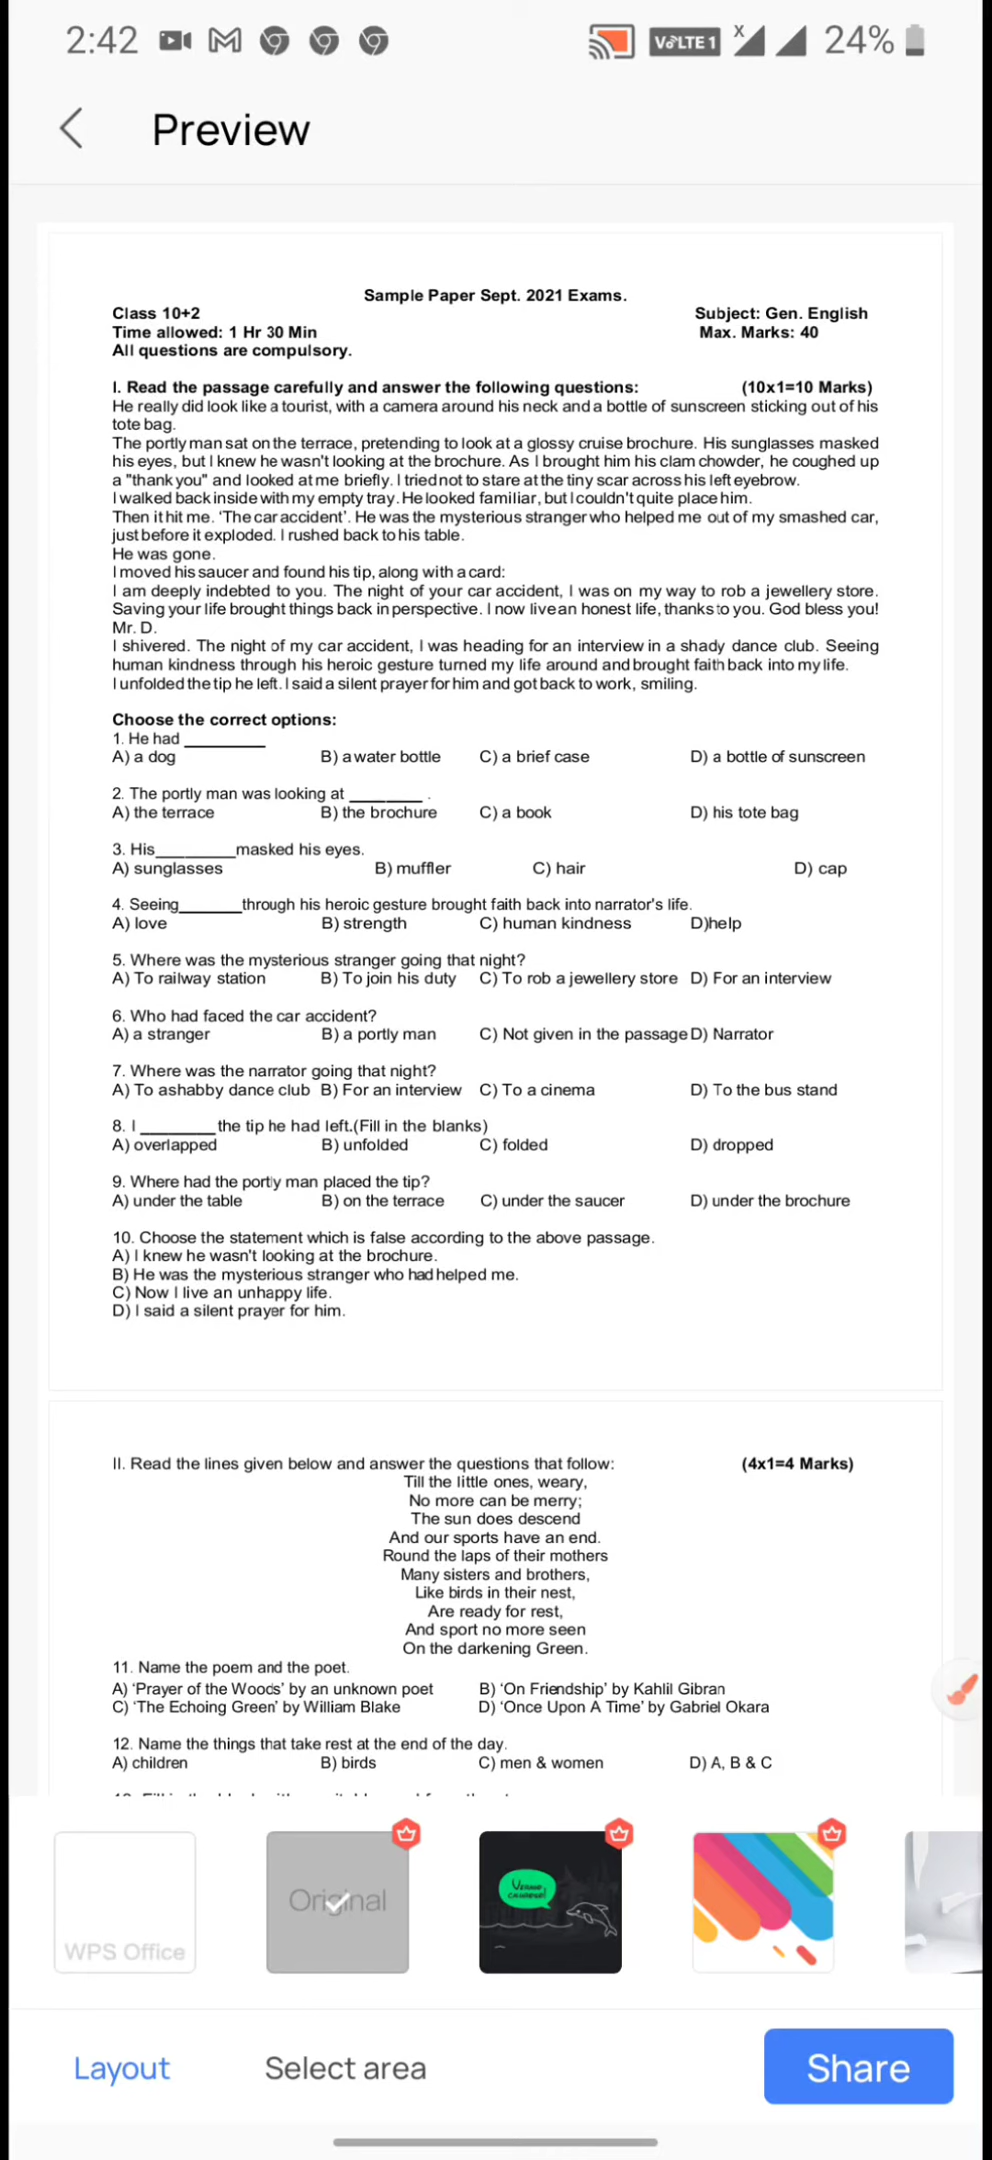 2:42
VoLTE 1 X 24%
Preview
Sample Paper Sept. 2021 Exams.
Class 10+2 Subject: Gen. English
Time allowed: 1 Hr 30 Min Max. Marks: 40
All questions are compulsory.
I. Read the passage carefully and answer the following questions: (10x1=10 Marks)
He really did look like a tourist, with a camera around his neck and a bottle of sunscreen sticking out of his
tote bag.
The portly man sat on the terrace, pretending to look at a glossy cruise brochure. His sunglasses masked
his eyes, but I knew he wasn't looking at the brochure. As I brought him his clam chowder, he coughed up
a "thank you" and looked at me briefly. I tried not to stare at the tiny scar across his left eyebrow.
I walked back inside with my empty tray. He looked familiar, but I couldn't quite place him.
Then it hit me. 'The car accident'. He was the mysterious stranger who helped me out of my smashed car,
just before it exploded. I rushed back to his table.
He was gone.
I moved his saucer and found his tip, along with a card:
I am deeply indebted to you. The night of your car accident, I was on my way to rob a jewellery store.
Saving your life brought things back in perspective. I now live an honest life, thanks to you. God bless you!
Mr. D.
I shivered. The night of my car accident, I was heading for an interview in a shady dance club. Seeing
human kindness through his heroic gesture turned my life around and brought faith back into my life.
I unfolded the tip he left. I said a silent prayer for him and got back to work, smiling.
Choose the correct options:
1. He had __________
A) a dog B) a water bottle C) a brief case D) a bottle of sunscreen
2. The portly man was looking at _________ .
A) the terrace B) the brochure C) a book D) his tote bag
3. His__________masked his eyes.
A) sunglasses B) muffler C) hair D) cap
4. Seeing________through his heroic gesture brought faith back into narrator's life.
A) love B) strength C) human kindness D)help
5. Where was the mysterious stranger going that night?
A) To railway station B) To join his duty C) To rob a jewellery store D) For an interview
6. Who had faced the car accident?
A) a stranger B) a portly man C) Not given in the passage D) Narrator
7. Where was the narrator going that night?
A) To ashabby dance club B) For an interview C) To a cinema D) To the bus stand
8. I _________ the tip he had left.(Fill in the blanks)
A) overlapped B) unfolded C) folded D) dropped
9. Where had the portly man placed the tip?
A) under the table B) on the terrace C) under the saucer D) under the brochure
10. Choose the statement which is false according to the above passage.
A) I knew he wasn't looking at the brochure.
B) He was the mysterious stranger who had helped me.
C) Now I live an unhappy life.
D) I said a silent prayer for him.
II. Read the lines given below and answer the questions that follow: (4x1=4 Marks)
Till the little ones, weary,
No more can be merry;
The sun does descend
And our sports have an end.
Round the laps of their mothers
Many sisters and brothers,
Like birds in their nest,
Are ready for rest,
And sport no more seen
On the darkening Green.
11. Name the poem and the poet.
A) 'Prayer of the Woods' by an unknown poet B) 'On Friendship' by Kahlil Gibran
C) 'The Echoing Green' by William Blake D) 'Once Upon A Time' by Gabriel Okara
12. Name the things that take rest at the end of the day.
A) children B) birds C) men & women D) A, B & C
WPS Office
Original
Layout Select area Share